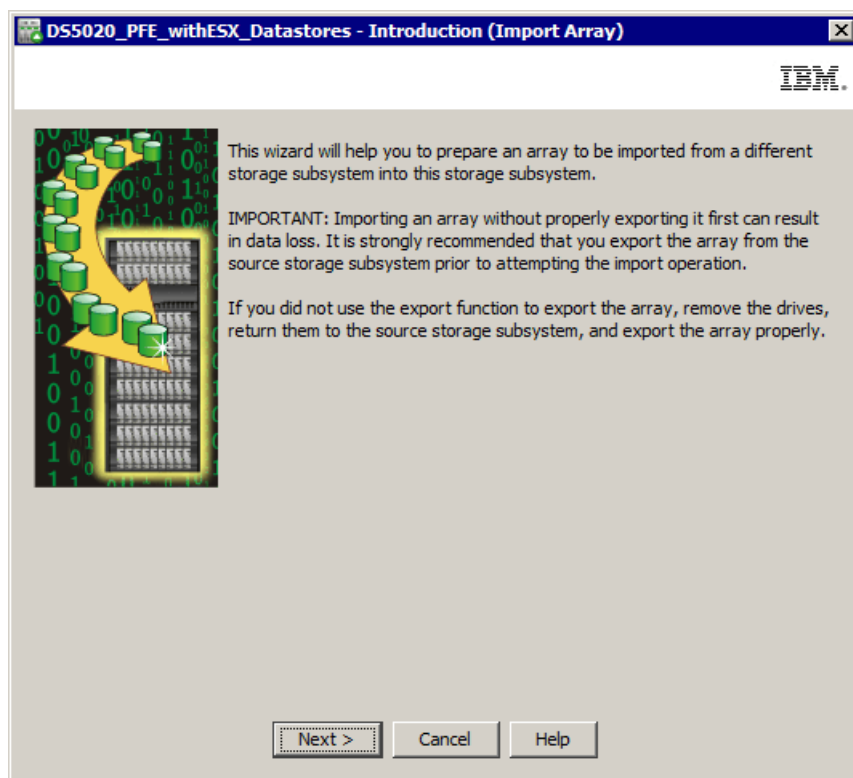 DS5020_PFE_withESX_Datastores - Introduction (Import Array)
IBM.
This wizard will help you to prepare an array to be imported from a different
storage subsystem into this storage subsystem.
IMPORTANT: Importing an array without properly exporting it first can result
in data loss. It is strongly recommended that you export the array from the
source storage subsystem prior to attempting the import operation.
If you did not use the export function to export the array, remove the drives,
return them to the source storage subsystem, and export the array properly.
Next >
Cancel
Help